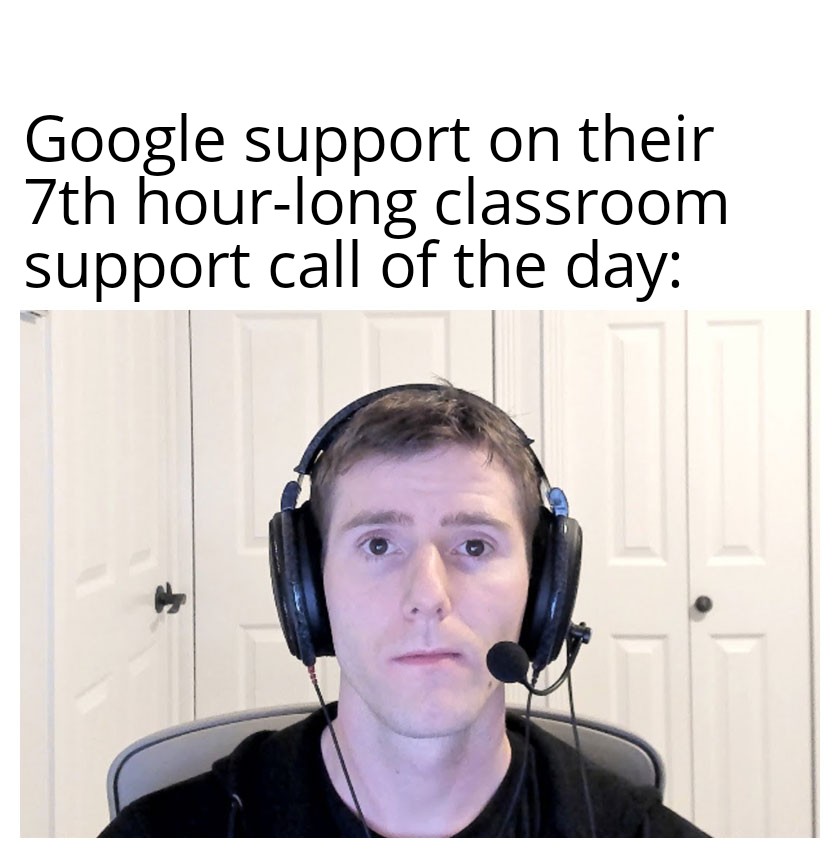 Google support on their
7th hour-long classroom
support call of the day: